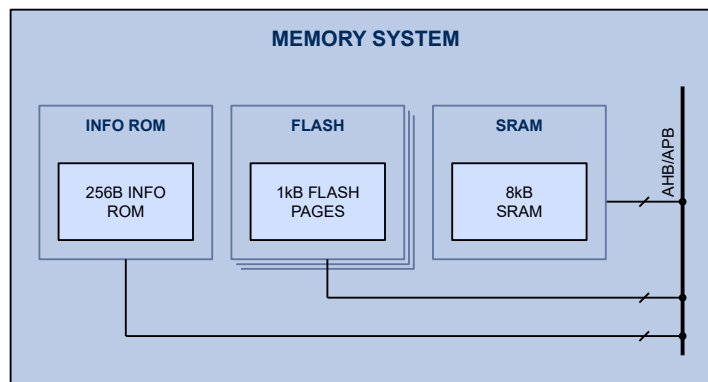 MEMORY SYSTEM
INFO ROM
FLASH
SRAM
256B INFO
ROM
1kB FLASH
PAGES
8kB
SRAM
AHB/APB